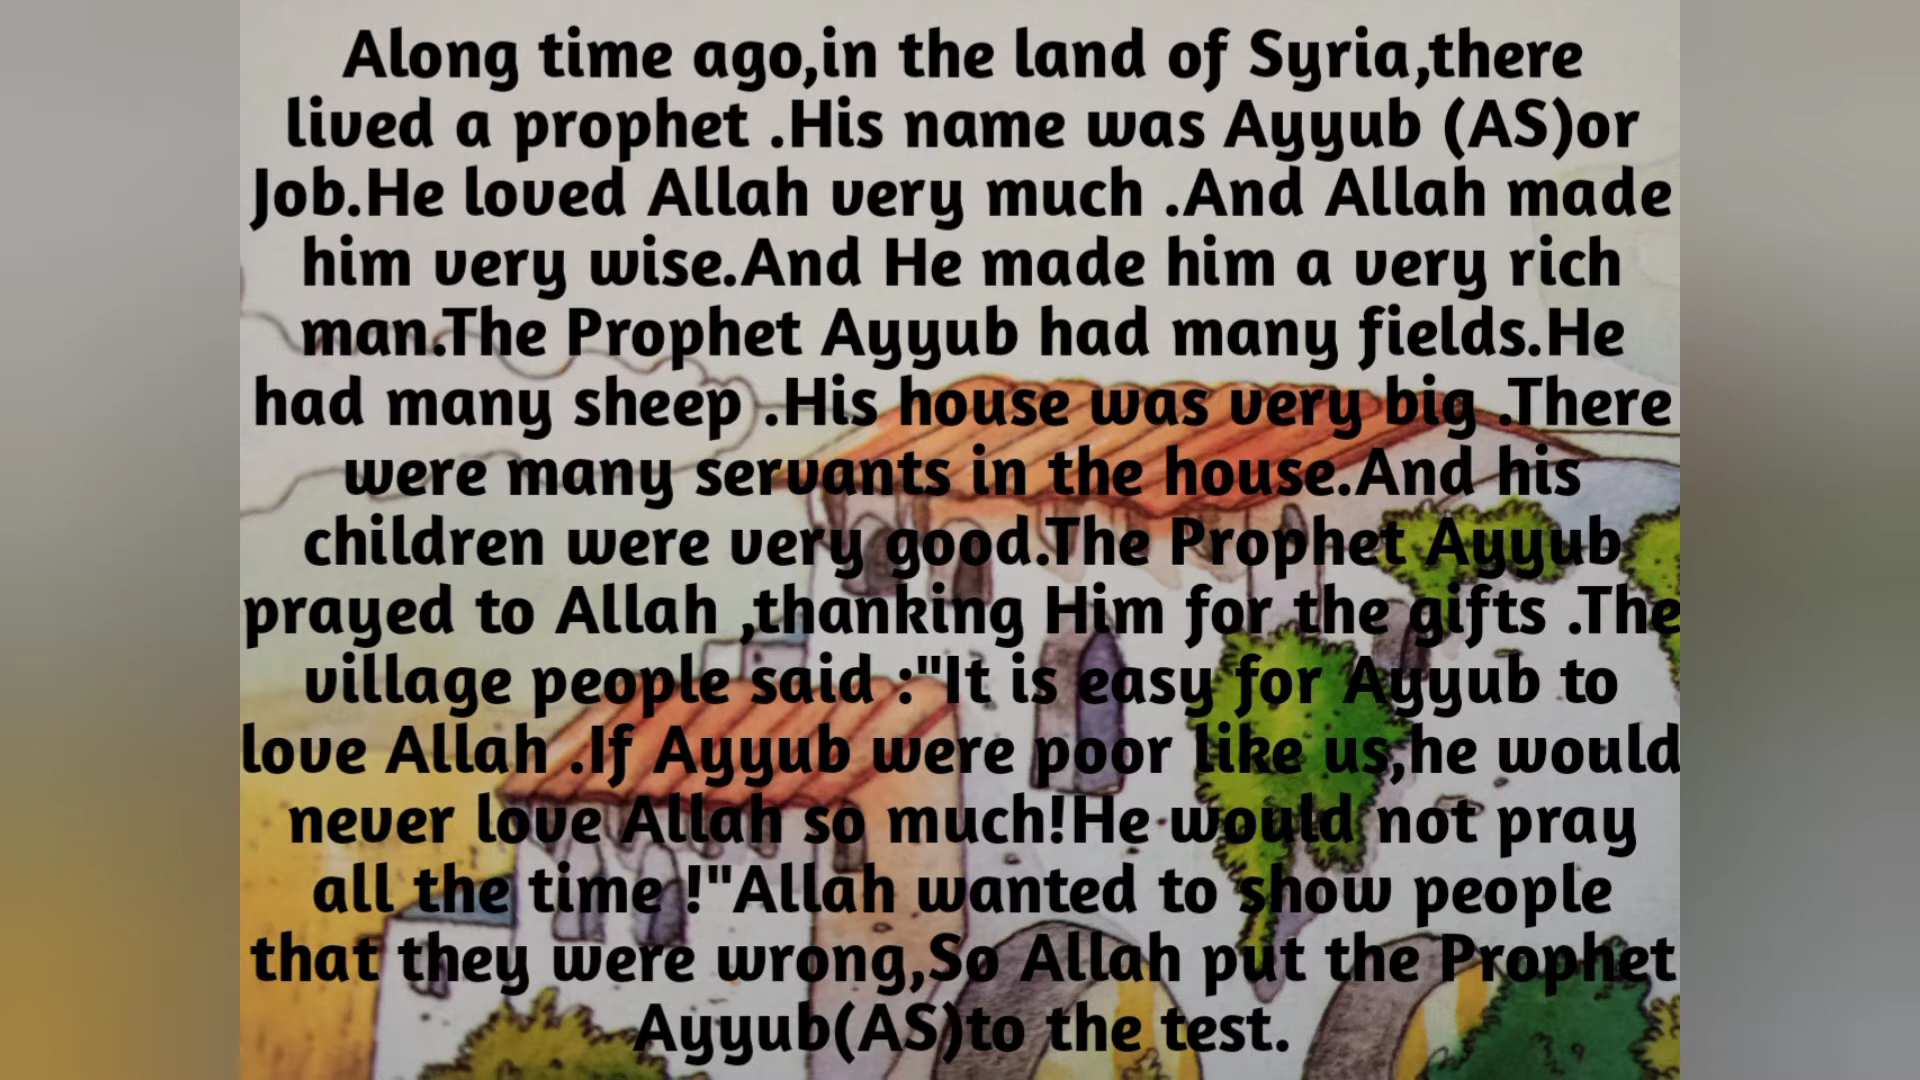 Along time ago,in the land of Syria,there
lived a prophet .His name was Ayyub (AS)or
Job.He loved Allah very much .And Allah made
him very wise.And He made him a very rich
man.The Prophet Ayyub had many fields.He
had many sheep .His house was very big .There
were many servants in the house.And his
children were very good.The Prophet Ayyub
prayed to Allah ,thanking Him for the gifts .The
village people said :"It is easy for Ayyub to
love Allah .If Ayyub were poor like us,he would
never love Allah so much!He would not pray
all the time !"Allah wanted to show people
that they were wrong,So Allah put the Prophet
Ayyub(AS)to the test.